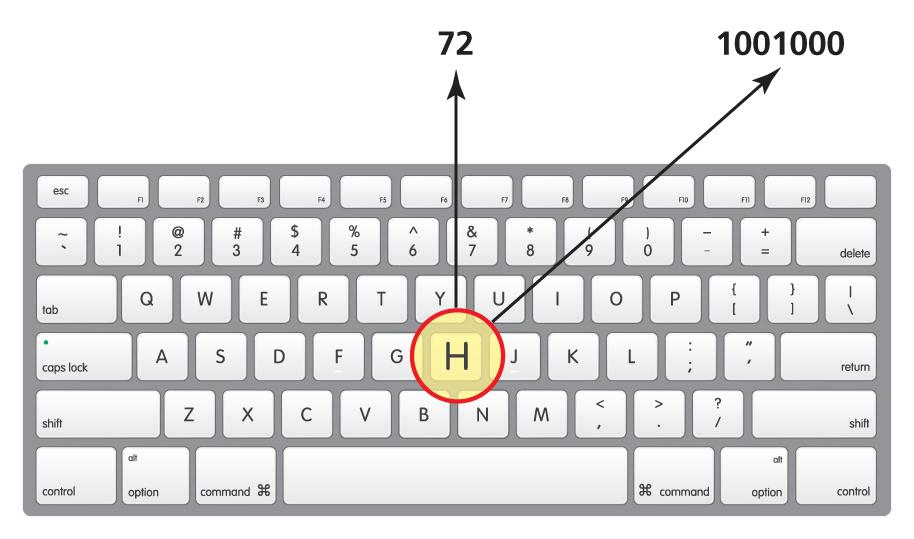 72 1001000
esc F1 F2 F3 F4 F5 F6 F7 F8 F9 F10 F11 F12
~ ! @ # $ % ^ & * ( ) – +
` 1 2 3 4 5 6 7 8 9 0 - = delete
tab Q W E R T Y U I O P { [ } ] | \
caps lock A S D F G H J K L : ; " , return
shift Z X C V B N M < , > . ? / shift
alt alt
control option command ⌘ ⌘ command option control